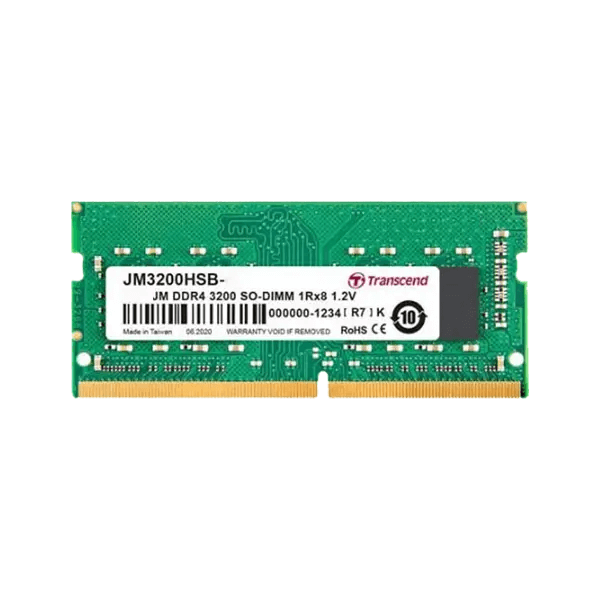 JM3200HSB-
Transcend
JM DDR4 3200 SO-DIMM 1Rx8 1.2V
000000-1234 [ R7 ] K
10
Made in Taiwan 06.2020 WARRANTY VOID IF REMOVED RoHS CE